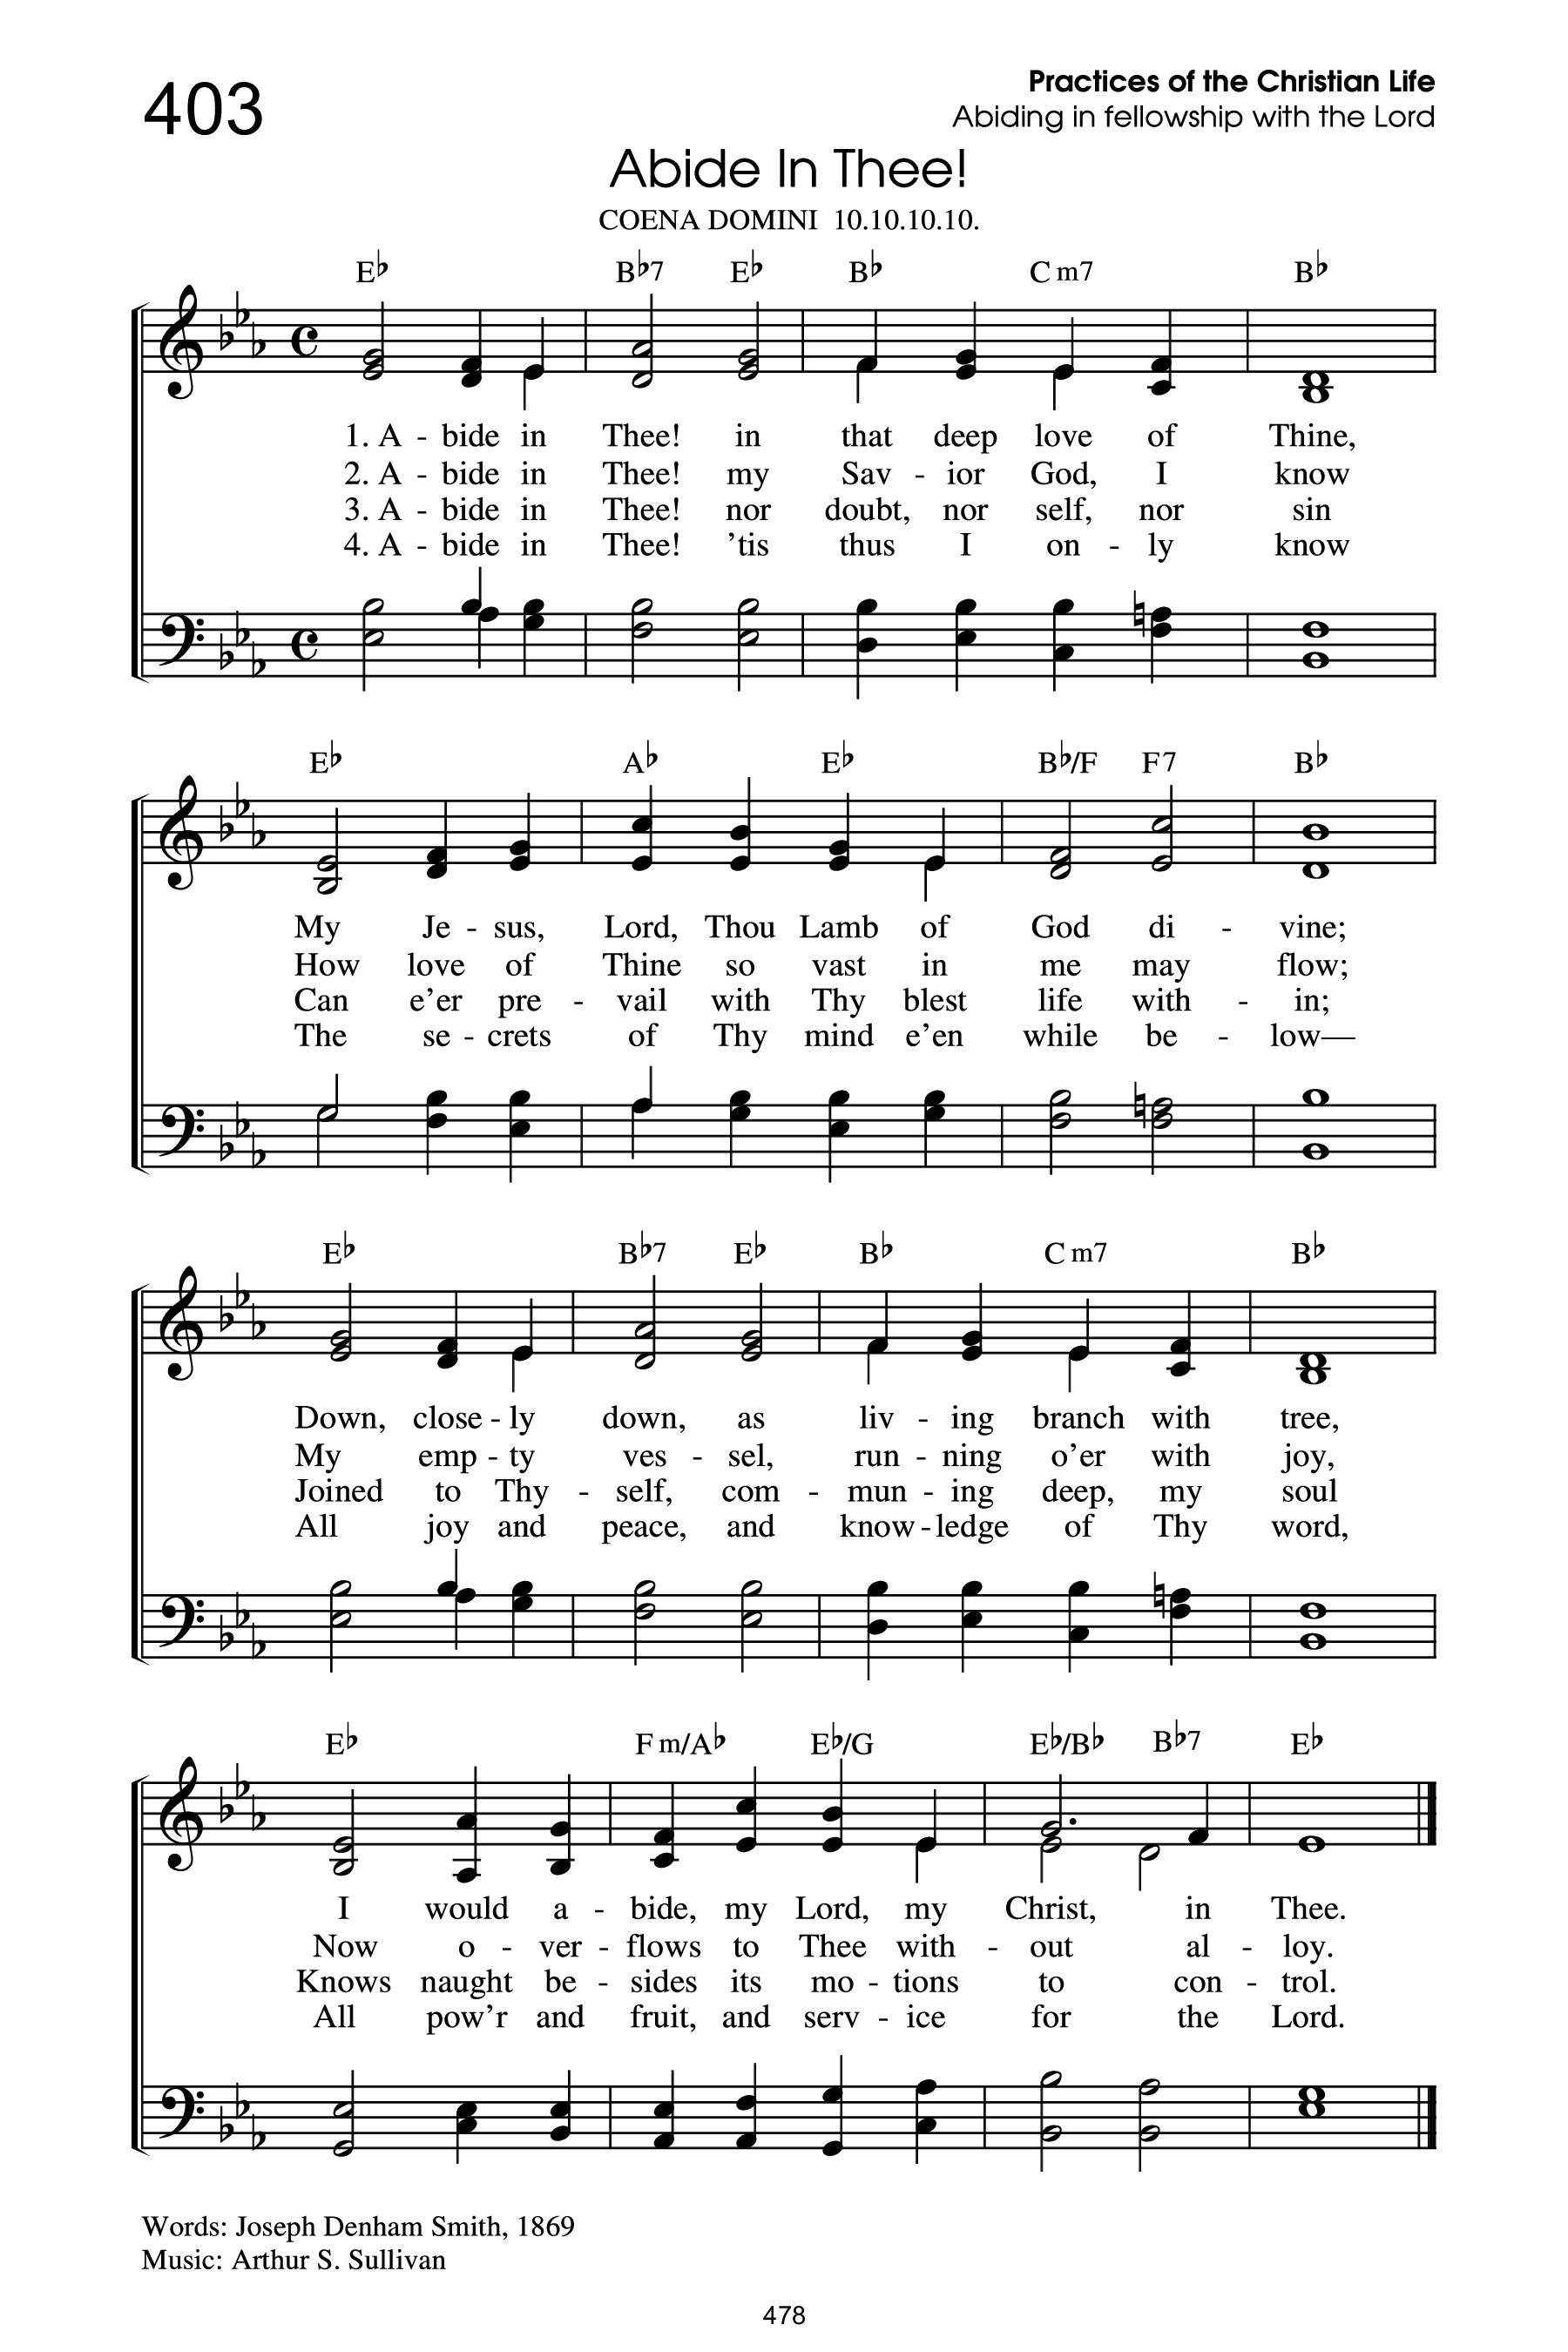 403
Practices of the Christian Life
Abiding in fellowship with the Lord
Abide In Thee!
COENA DOMINI 10.10.10.10.
E♭ B♭7 E♭ B♭ C m7 B♭
1. A - bide in Thee! in that deep love of Thine,
2. A - bide in Thee! my Sav - ior God, I know
3. A - bide in Thee! nor doubt, nor self, nor sin
4. A - bide in Thee! ’tis thus I on - ly know
E♭ A♭ E♭ B♭/F F7 B♭
My Je - sus, Lord, Thou Lamb of God di - vine;
How love of Thine so vast in me may flow;
Can e’er pre - vail with Thy blest life with - in;
The se - crets of Thy mind e’en while be - low—
E♭ B♭7 E♭ B♭ C m7 B♭
Down, close - ly down, as liv - ing branch with tree,
My emp - ty ves - sel, run - ning o’er with joy,
Joined to Thy - self, com - mun - ing deep, my soul
All joy and peace, and know - ledge of Thy word,
E♭ F m/A♭ E♭/G E♭/B♭ B♭7 E♭
I would a - bide, my Lord, my Christ, in Thee.
Now o - ver - flows to Thee with - out al - loy.
Knows naught be - sides its mo - tions to con - trol.
All pow’r and fruit, and serv - ice for the Lord.
Words: Joseph Denham Smith, 1869
Music: Arthur S. Sullivan
478